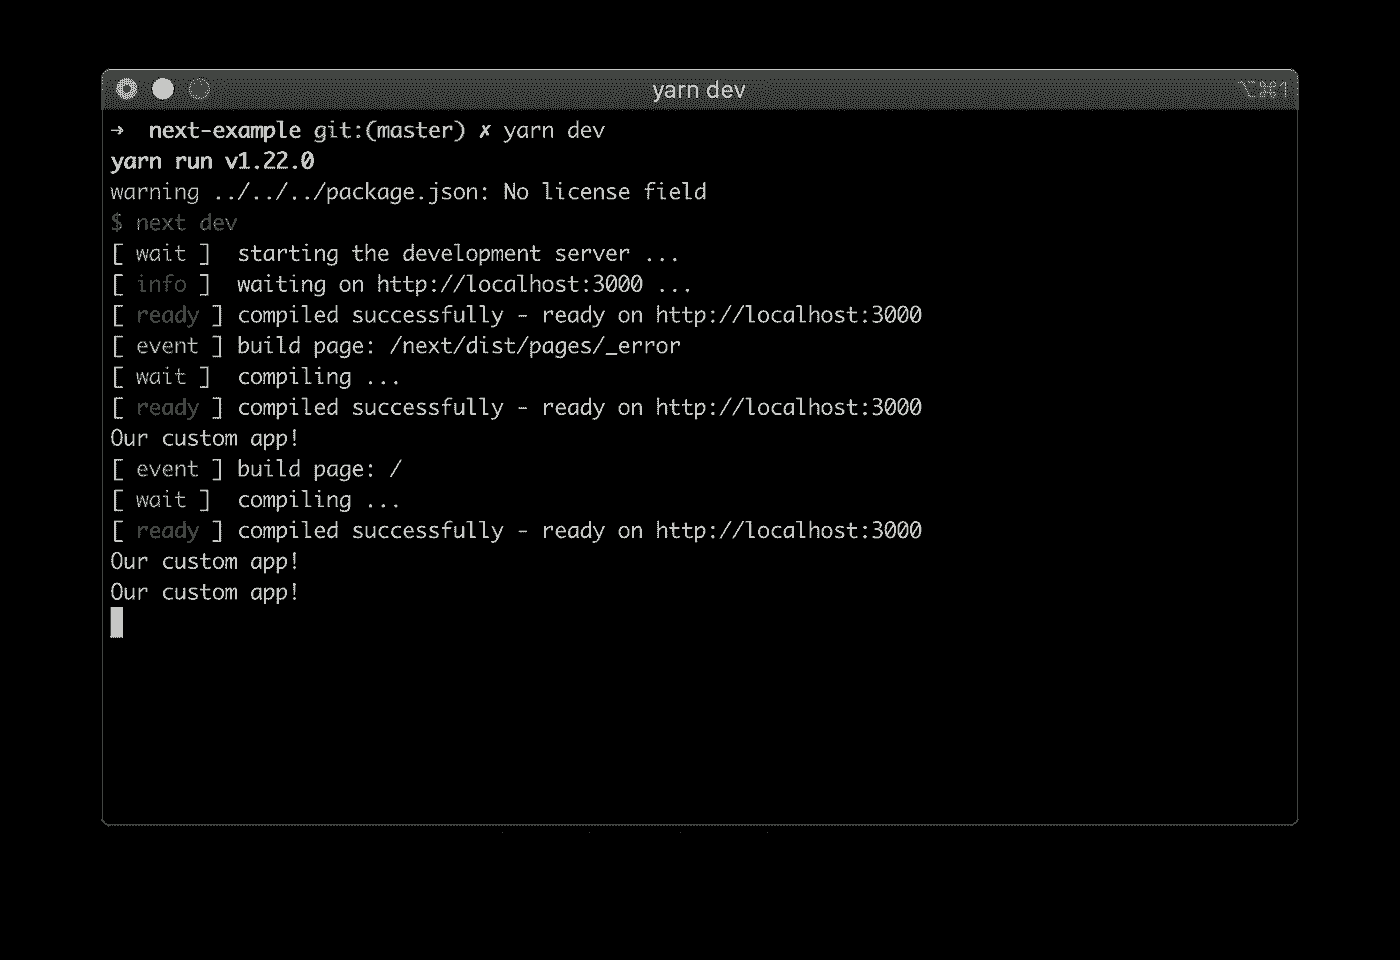 yarn dev ⌥⌘1
➜ next-example git:(master) ✗ yarn dev
yarn run v1.22.0
warning ../../../package.json: No license field
$ next dev
[ wait ] starting the development server ...
[ info ] waiting on http://localhost:3000 ...
[ ready ] compiled successfully - ready on http://localhost:3000
[ event ] build page: /next/dist/pages/_error
[ wait ] compiling ...
[ ready ] compiled successfully - ready on http://localhost:3000
Our custom app!
[ event ] build page: /
[ wait ] compiling ...
[ ready ] compiled successfully - ready on http://localhost:3000
Our custom app!
Our custom app!